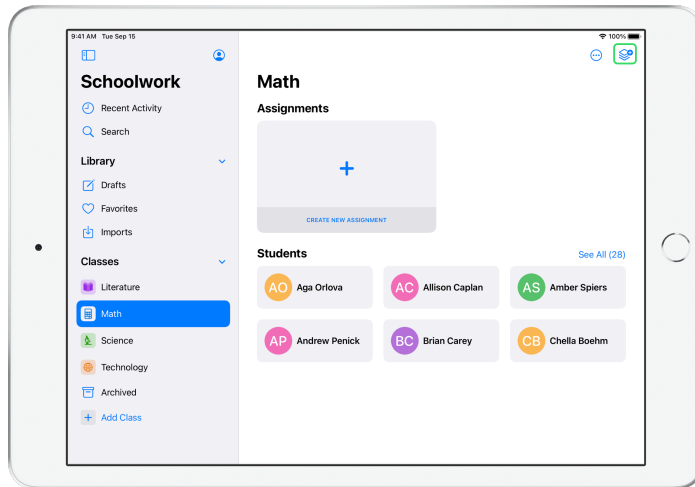 9:41 AM Tue Sep 15
100%
Schoolwork
Recent Activity
Search
Library
Drafts
Favorites
Imports
Classes
Literature
Math
Science
Technology
Archived
Add Class
Math
Assignments
CREATE NEW ASSIGNMENT
Students
See All (28)
AO Aga Orlova
AC Allison Caplan
AS Amber Spiers
AP Andrew Penick
BC Brian Carey
CB Chella Boehm